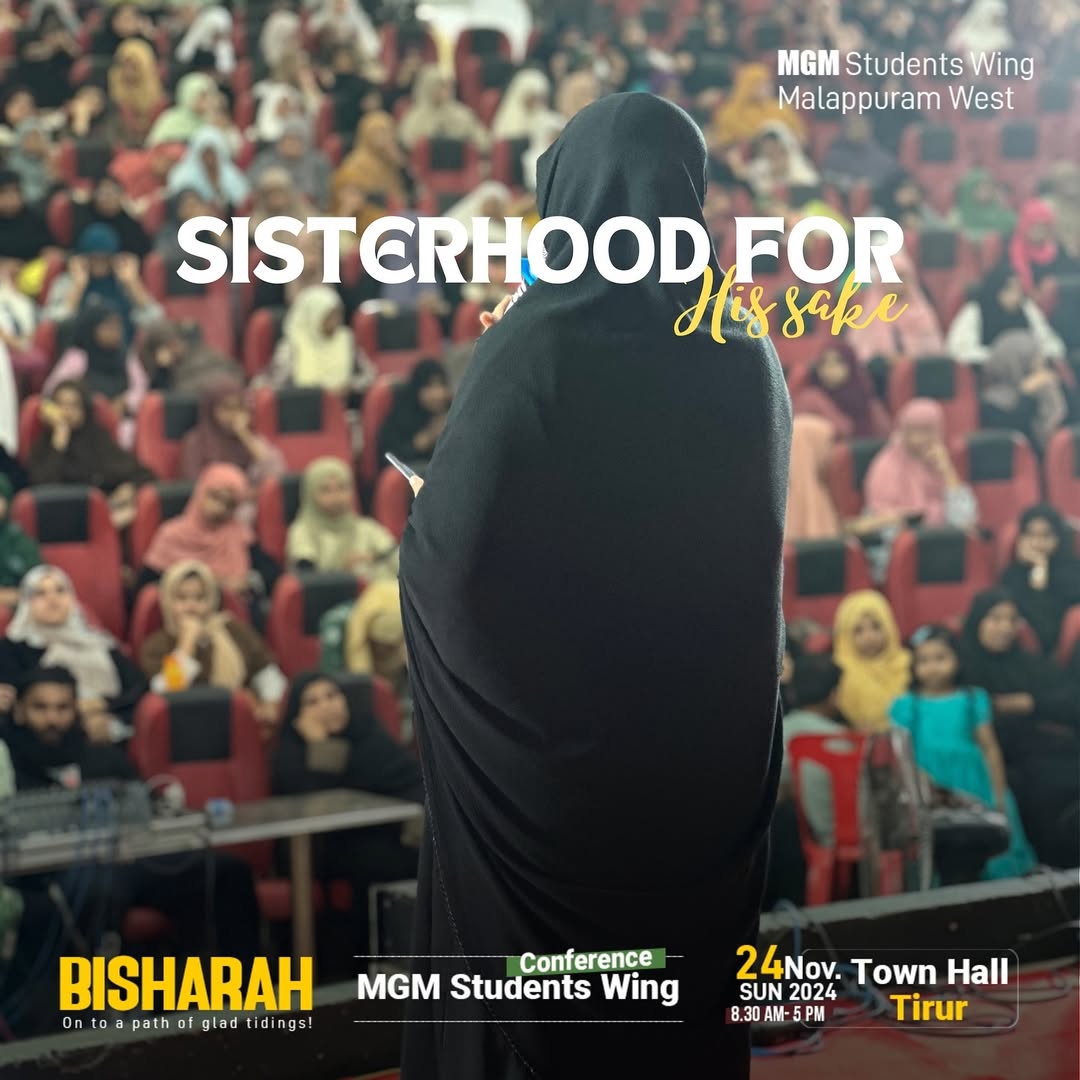 MGM Students Wing
Malappuram West
SISTERHOOD FOR
His sake
BISHARAH
On to a path of glad tidings!
Conference
MGM Students Wing
24 Nov.
SUN 2024
8.30 AM- 5 PM
Town Hall
Tirur